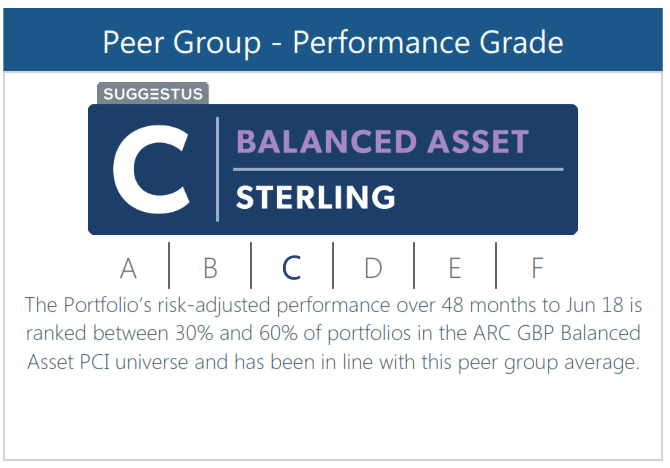 Peer Group - Performance Grade
SUGGESTUS
C
BALANCED ASSET
STERLING
A B C D E F
The Portfolio’s risk-adjusted performance over 48 months to Jun 18 is
ranked between 30% and 60% of portfolios in the ARC GBP Balanced
Asset PCI universe and has been in line with this peer group average.